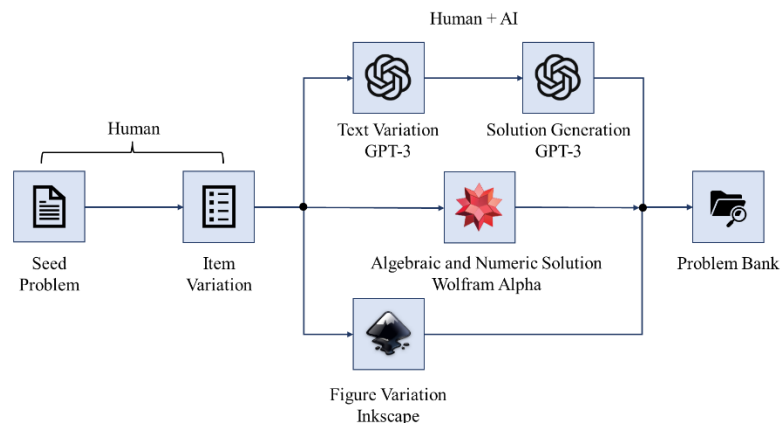 Human + AI
Human
Text Variation
GPT-3
Solution Generation
GPT-3
Seed
Problem
Item
Variation
Algebraic and Numeric Solution
Wolfram Alpha
Problem Bank
Figure Variation
Inkscape